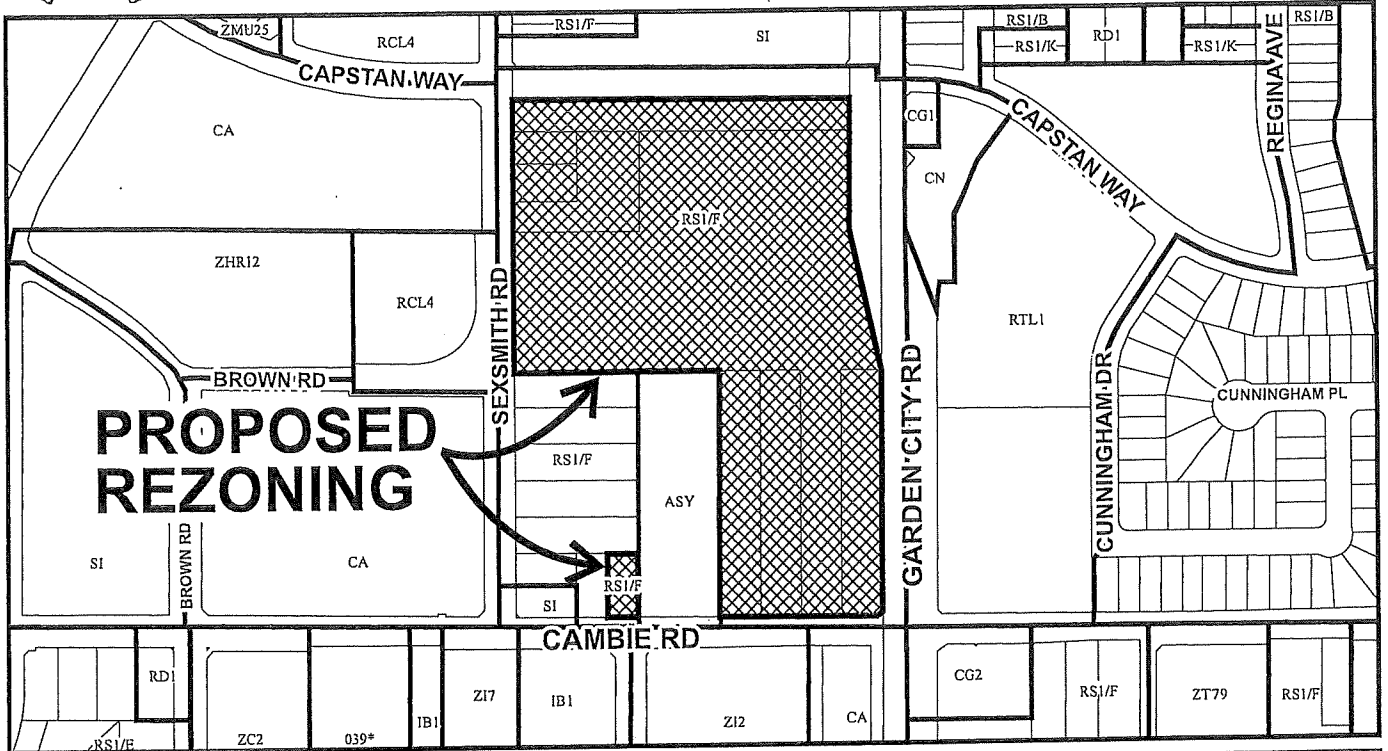 ZMU25
RCL4
RS1/F
SI
RS1/B
RD1
RS1/B
RS1/K
RS1/K
REGINA AVE
CAPSTAN WAY
CA
CG1
CAPSTAN WAY
CN
RS1/F
ZHR12
RCL4
SEXSMITH RD
RTL1
BROWN RD
GARDEN CITY RD
CUNNINGHAM DR
CUNNINGHAM PL
PROPOSED
REZONING
RS1/F
ASY
SI
BROWN RD
CA
RS1/F
SI
CAMBIE RD
RD1
ZC2
039*
IB1
ZI7
IB1
ZI2
CA
CG2
RS1/F
ZT79
RS1/F
RS1/E